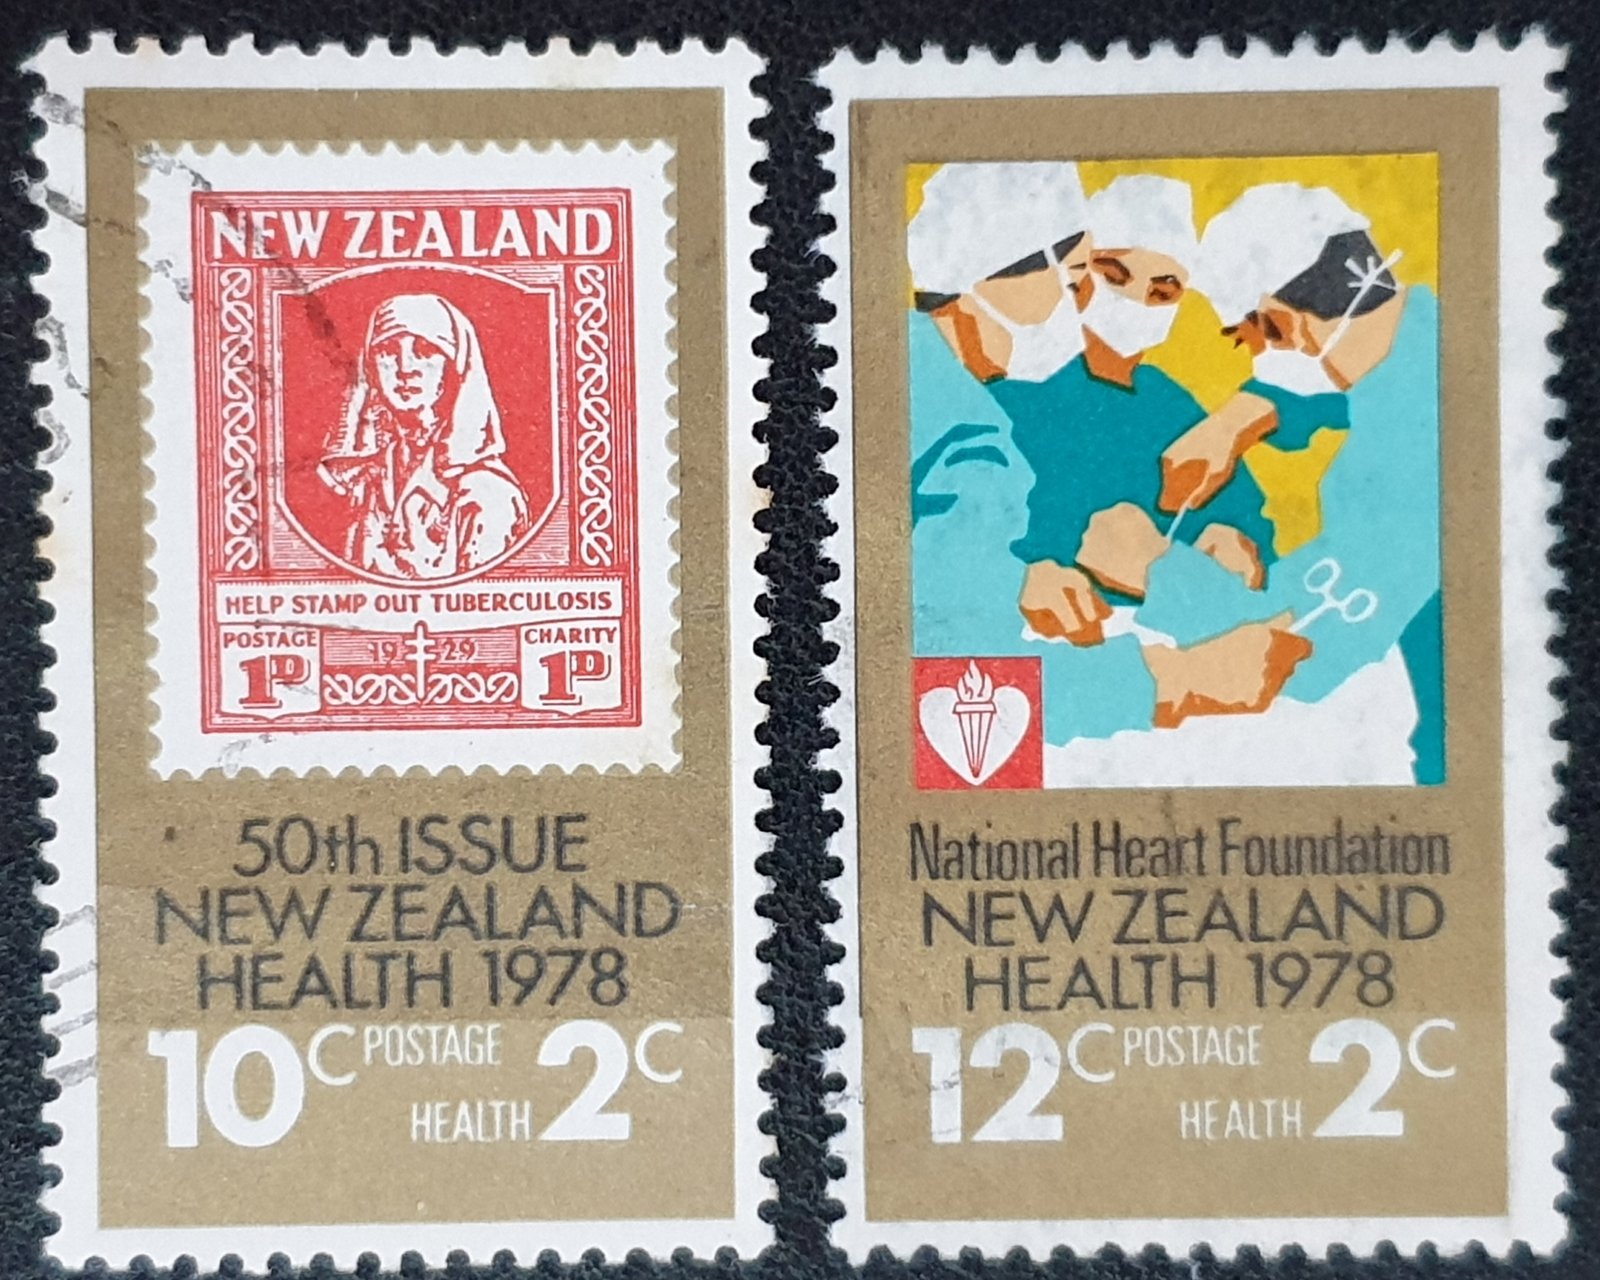 NEW ZEALAND
HELP STAMP OUT TUBERCULOSIS
POSTAGE 1929 CHARITY
1D 1D
50th ISSUE
NEW ZEALAND
HEALTH 1978
10C POSTAGE 2C
HEALTH
National Heart Foundation
NEW ZEALAND
HEALTH 1978
12C POSTAGE 2C
HEALTH